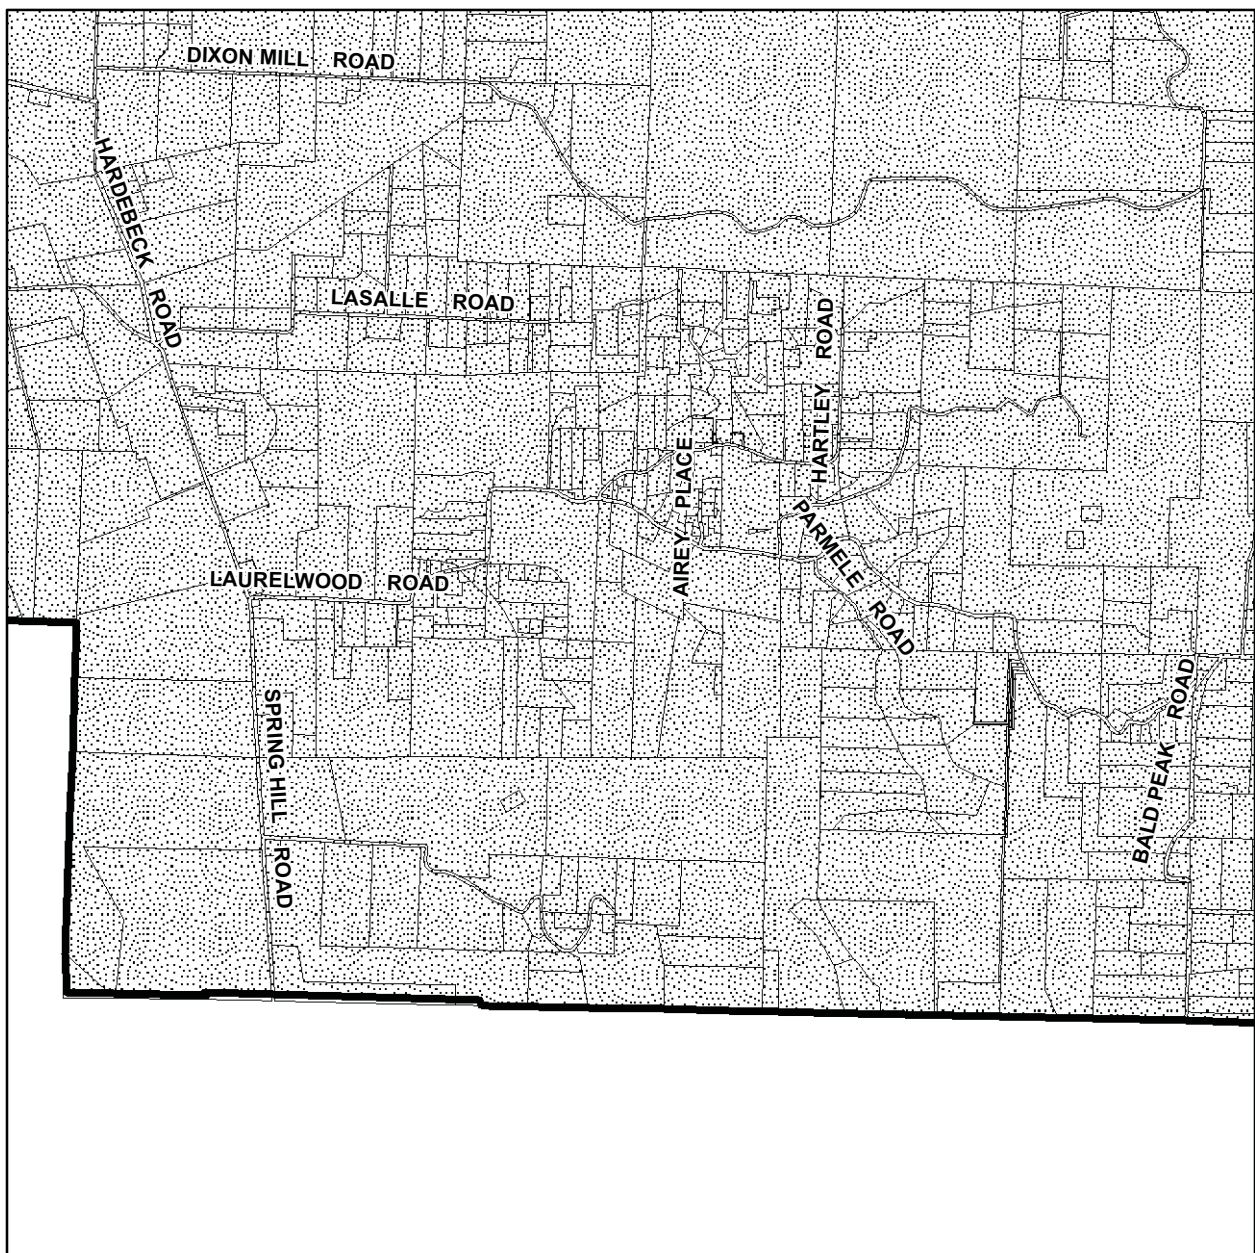 DIXON MILL ROAD
HARDEBECK ROAD
LASALLE ROAD
HARTLEY ROAD
AIREY PLACE
PARMELE ROAD
LAURELWOOD ROAD
SPRING HILL ROAD
BALD PEAK ROAD